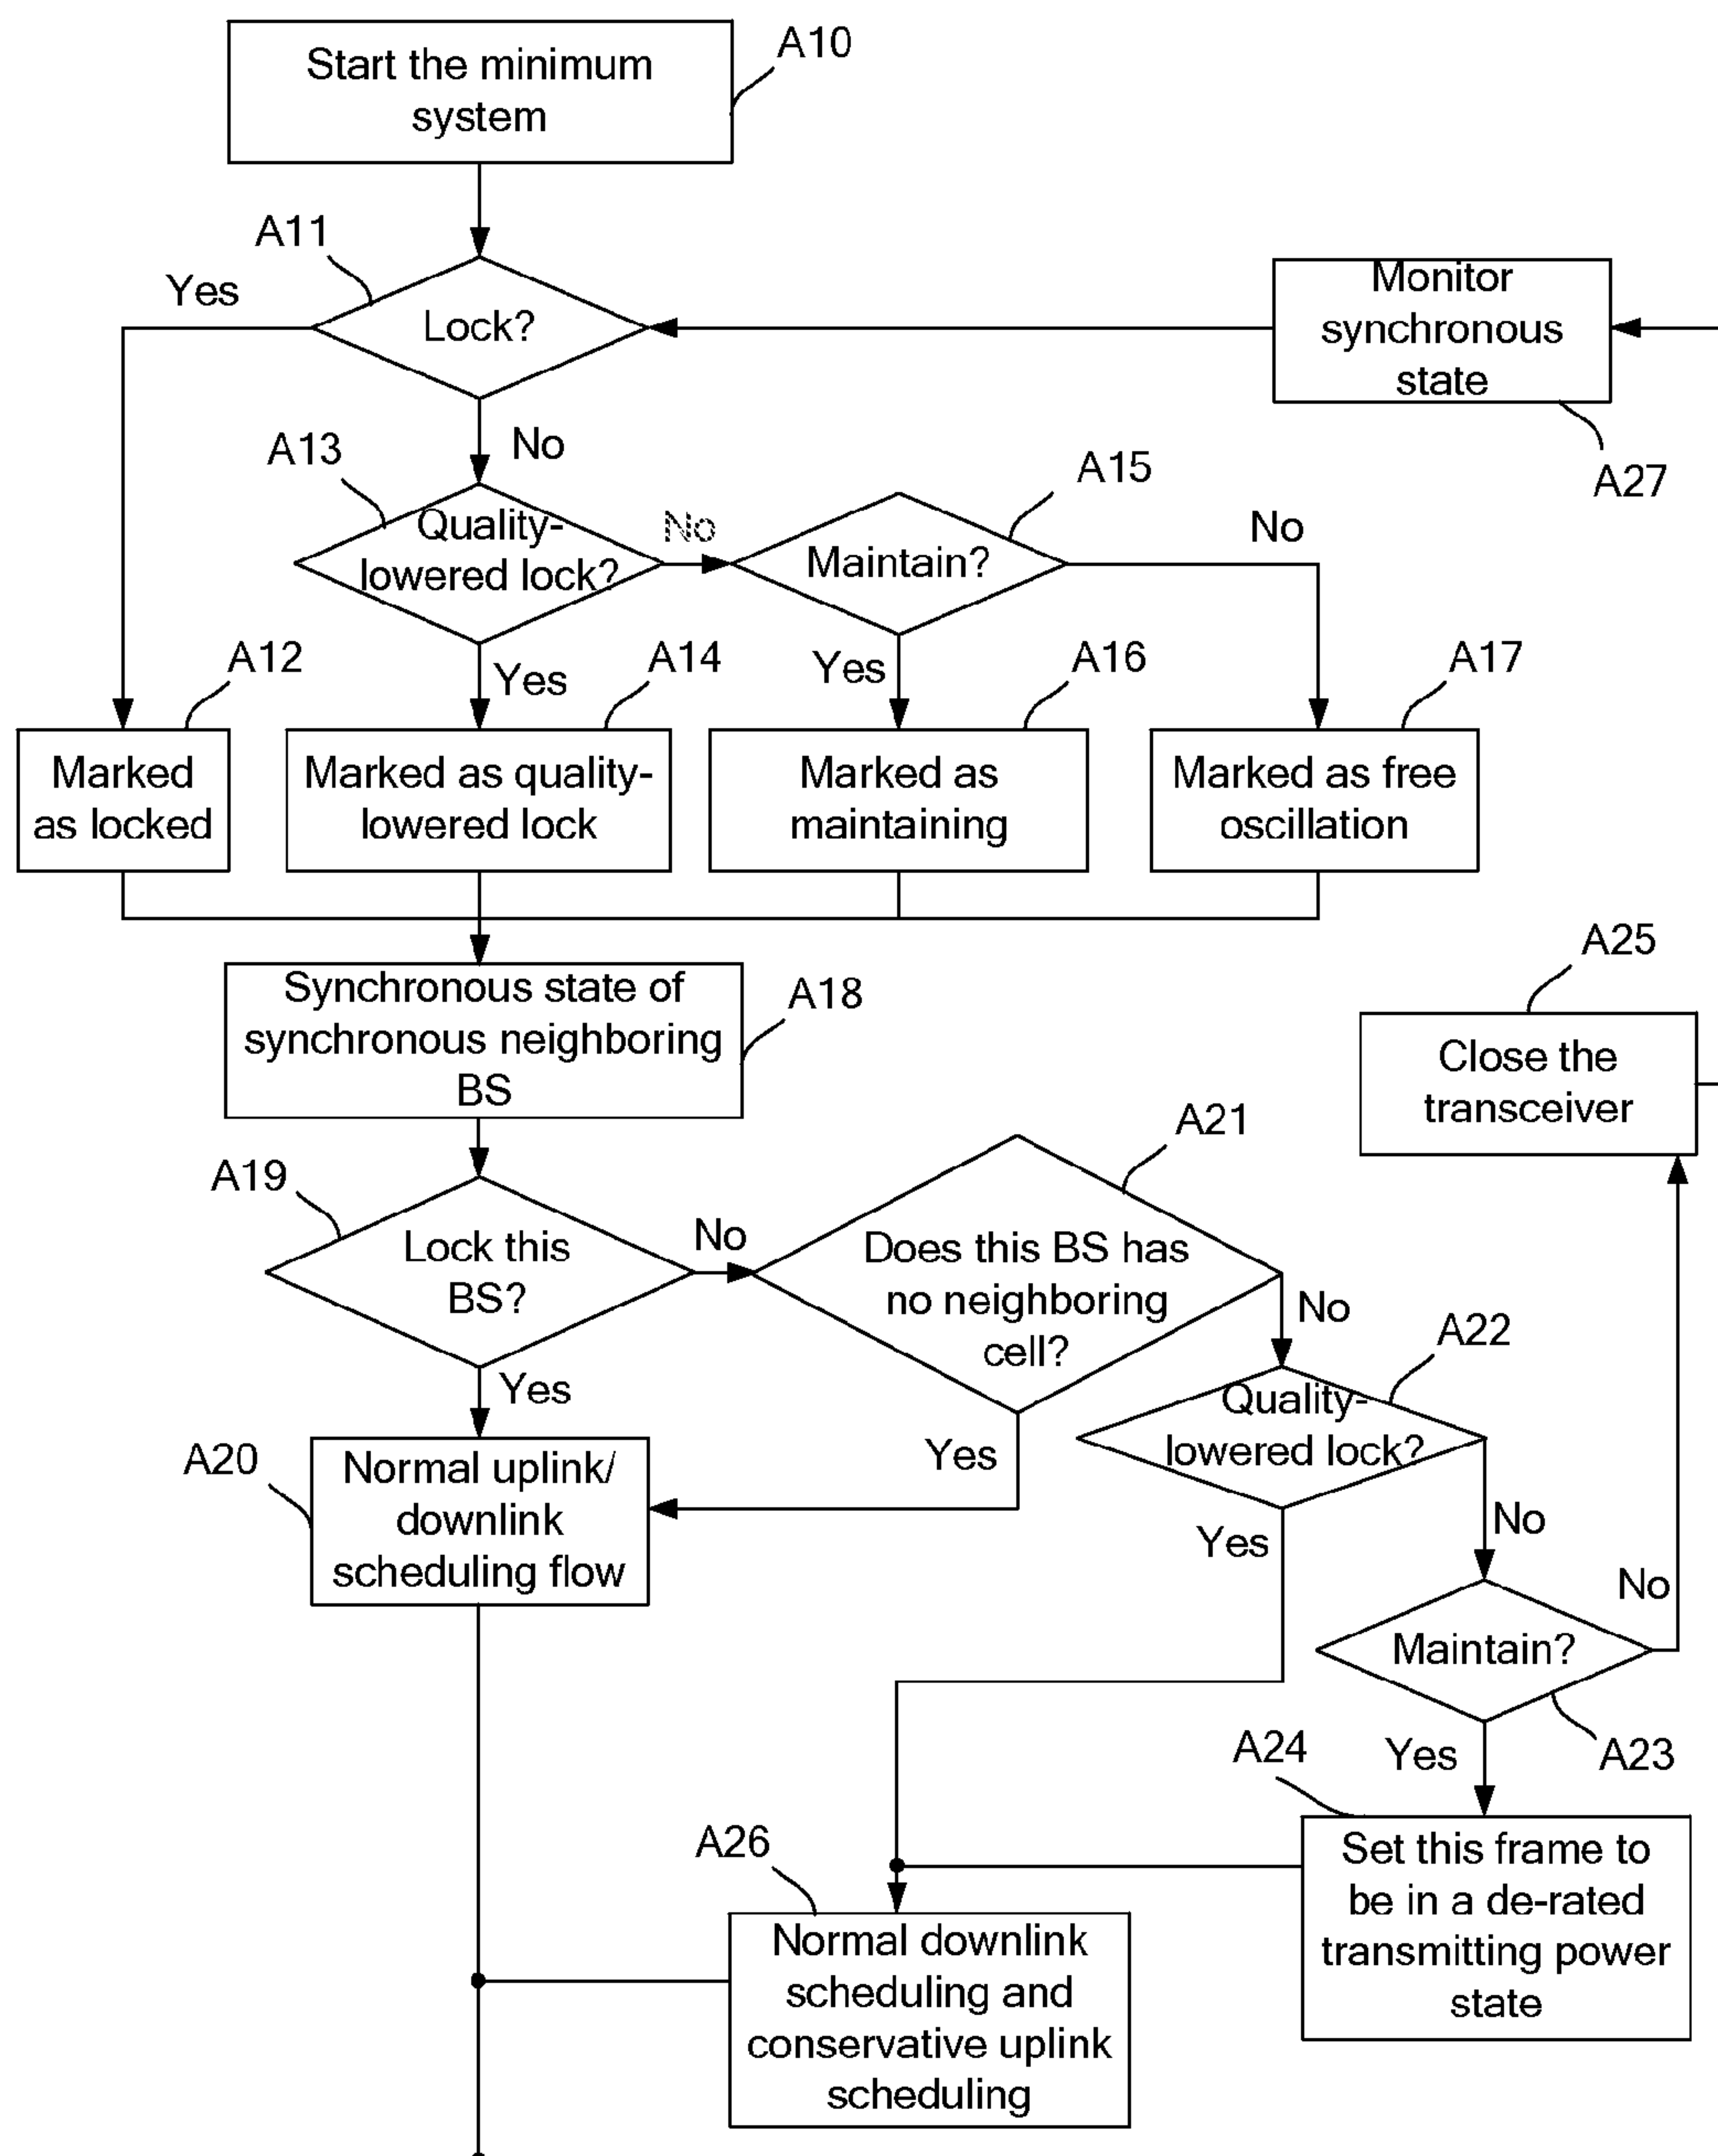 Start the minimum
system
A10
A11
Yes
Lock?
Monitor
synchronous
state
A27
No
A13
Quality-
lowered lock?
No
A15
Maintain?
No
A12
Yes
A14
Yes
A16
A17
Marked
as locked
Marked as quality-
lowered lock
Marked as
maintaining
Marked as free
oscillation
Synchronous state of
synchronous neighboring
BS
A18
A25
Close the
transceiver
A19
Lock this
BS?
No
A21
Does this BS has
no neighboring
cell?
No
A22
Yes
Quality-
lowered lock?
A20
Normal uplink/
downlink
scheduling flow
Yes
Yes
No
No
Maintain?
A23
A24
Yes
Set this frame to
be in a de-rated
transmitting power
state
A26
Normal downlink
scheduling and
conservative uplink
scheduling